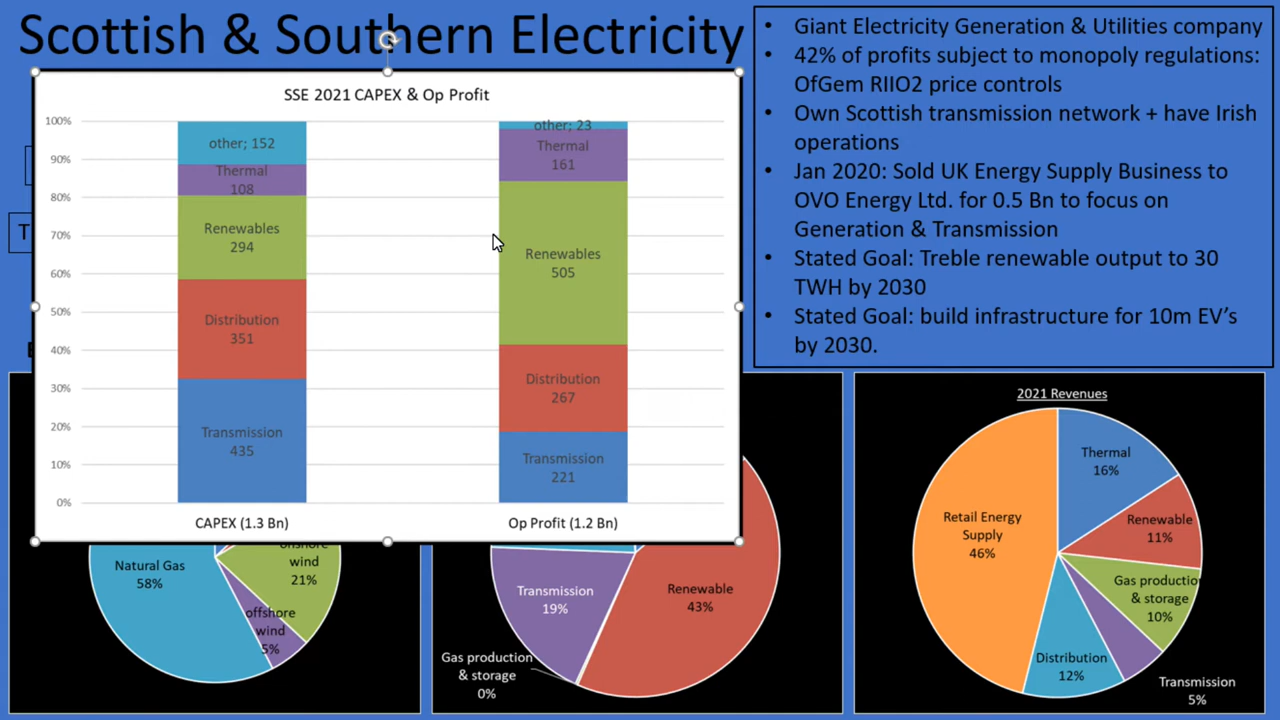 Scottish & Southern Electricity
SSE 2021 CAPEX & Op Profit
100%
90%
80%
70%
60%
50%
40%
30%
20%
10%
0%
other; 152
Thermal
108
Renewables
294
Distribution
351
Transmission
435
CAPEX (1.3 Bn)
other; 23
Thermal
161
Renewables
505
Distribution
267
Transmission
221
Op Profit (1.2 Bn)
• Giant Electricity Generation & Utilities company
• 42% of profits subject to monopoly regulations:
OfGem RIIO2 price controls
• Own Scottish transmission network + have Irish
operations
• Jan 2020: Sold UK Energy Supply Business to
OVO Energy Ltd. for 0.5 Bn to focus on
Generation & Transmission
• Stated Goal: Treble renewable output to 30
TWH by 2030
• Stated Goal: build infrastructure for 10m EV's
by 2030.
T
Natural Gas
58%
onshore
wind
21%
offshore
wind
5%
Transmission
19%
Renewable
43%
Gas production
& storage
0%
2021 Revenues
Thermal
16%
Renewable
11%
Gas production
& storage
10%
Transmission
5%
Distribution
12%
Retail Energy
Supply
46%